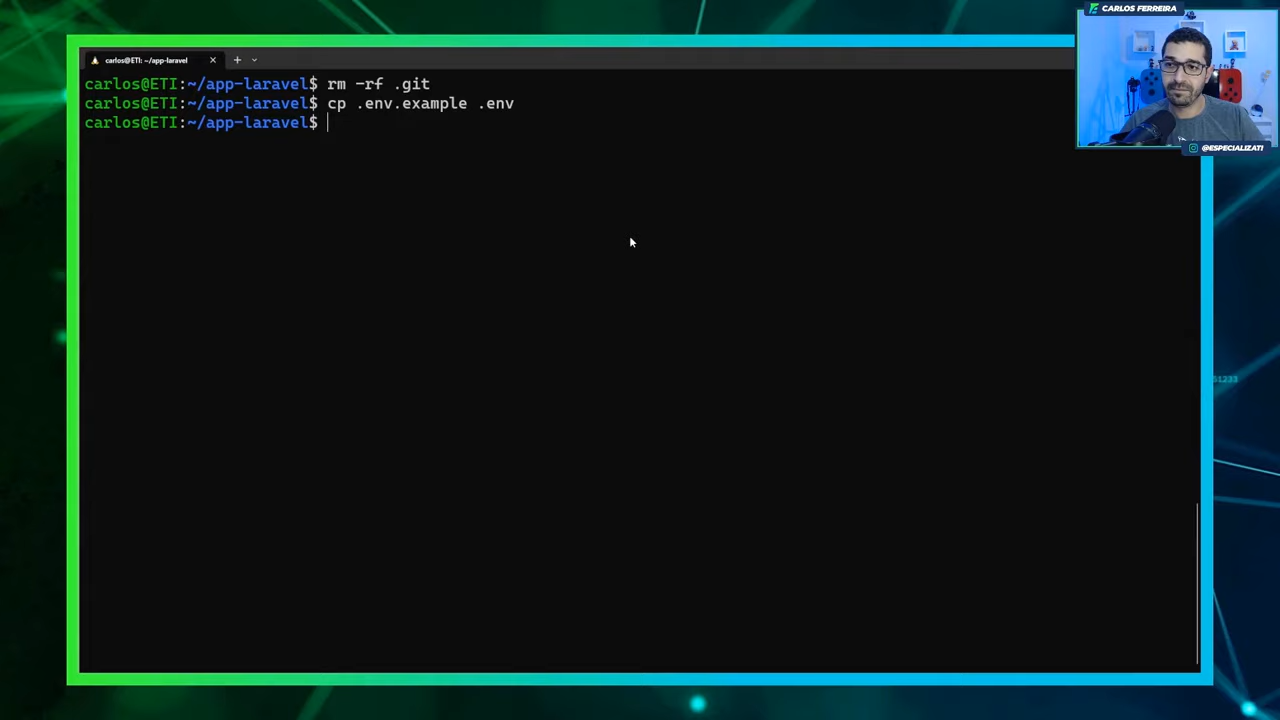 CARLOS FERREIRA
carlos@ETI: ~/app-laravel
carlos@ETI:~/app-laravel$ rm -rf .git
carlos@ETI:~/app-laravel$ cp .env.example .env
carlos@ETI:~/app-laravel$
@ESPECIALIZATI
51233